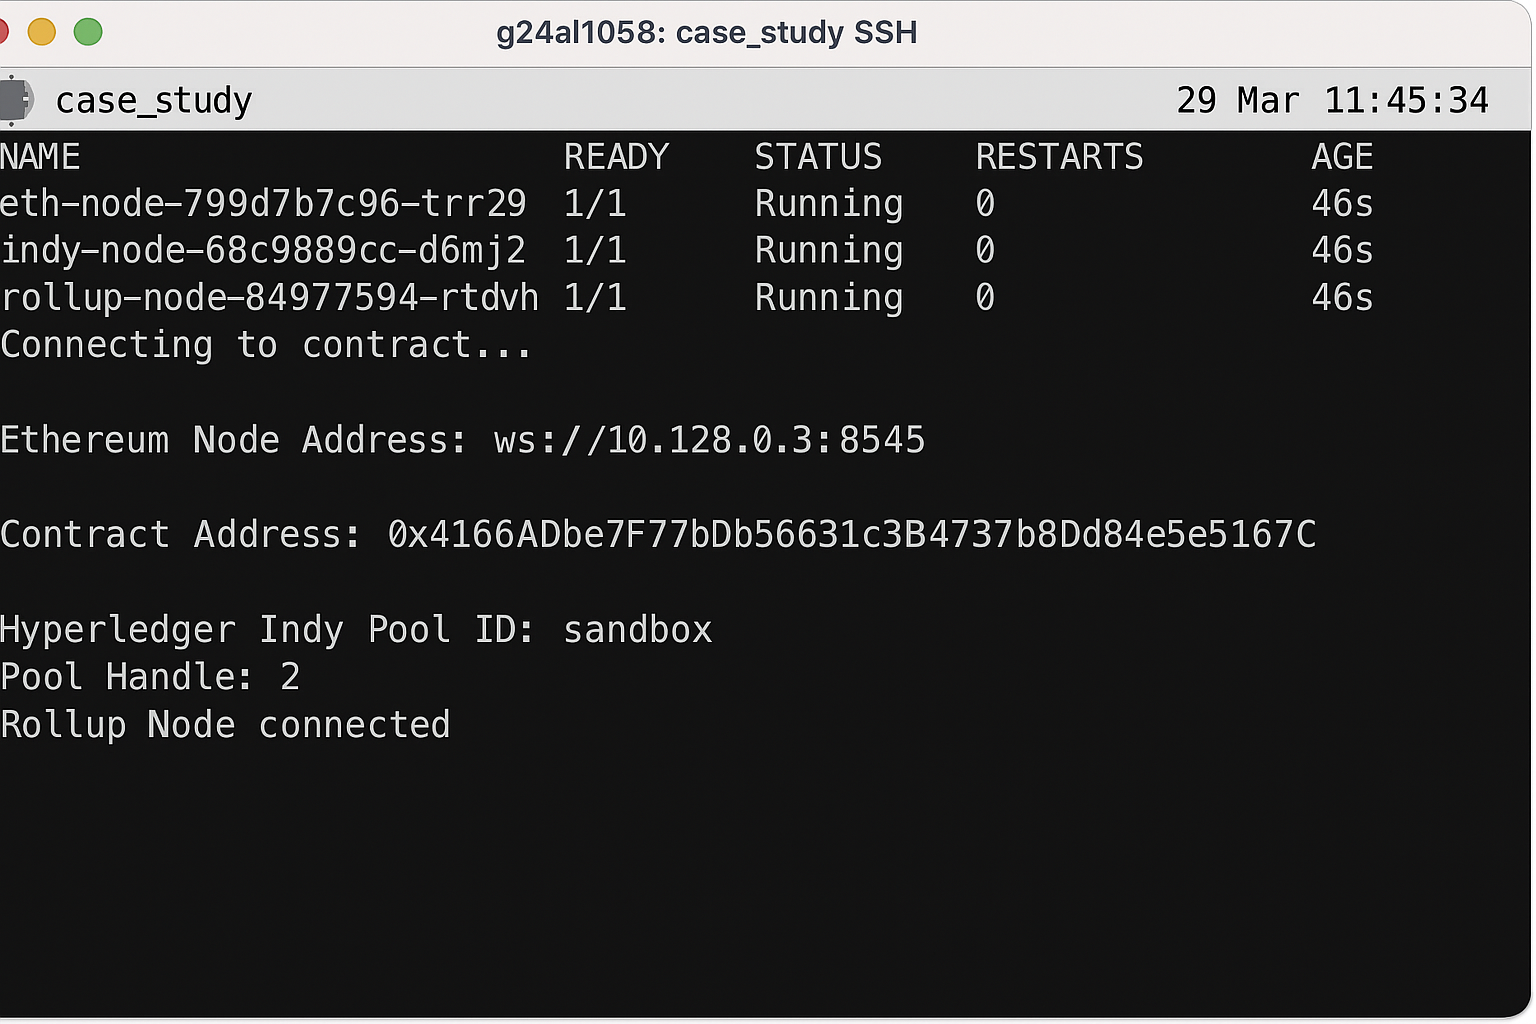 g24al1058: case_study SSH
case_study 29 Mar 11:45:34
NAME READY STATUS RESTARTS AGE
eth-node-799d7b7c96-trr29 1/1 Running 0 46s
indy-node-68c9889cc-d6mj2 1/1 Running 0 46s
rollup-node-84977594-rtdvh 1/1 Running 0 46s
Connecting to contract...
Ethereum Node Address: ws://10.128.0.3:8545
Contract Address: 0x4166ADbe7F77bDb56631c3B4737b8Dd84e5e5167C
Hyperledger Indy Pool ID: sandbox
Pool Handle: 2
Rollup Node connected